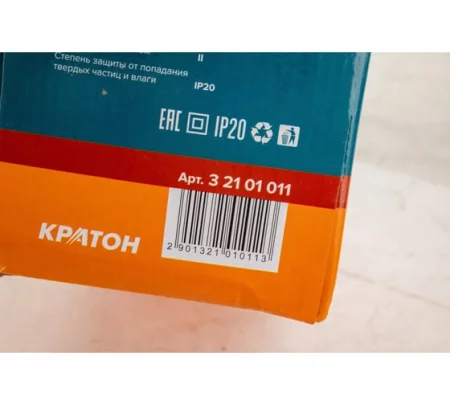 II
Степень защиты от попадания
твердых частиц и влаги IP20
EAC IP20
Арт. 3 21 01 011
КРАТОН
2 901321 010113